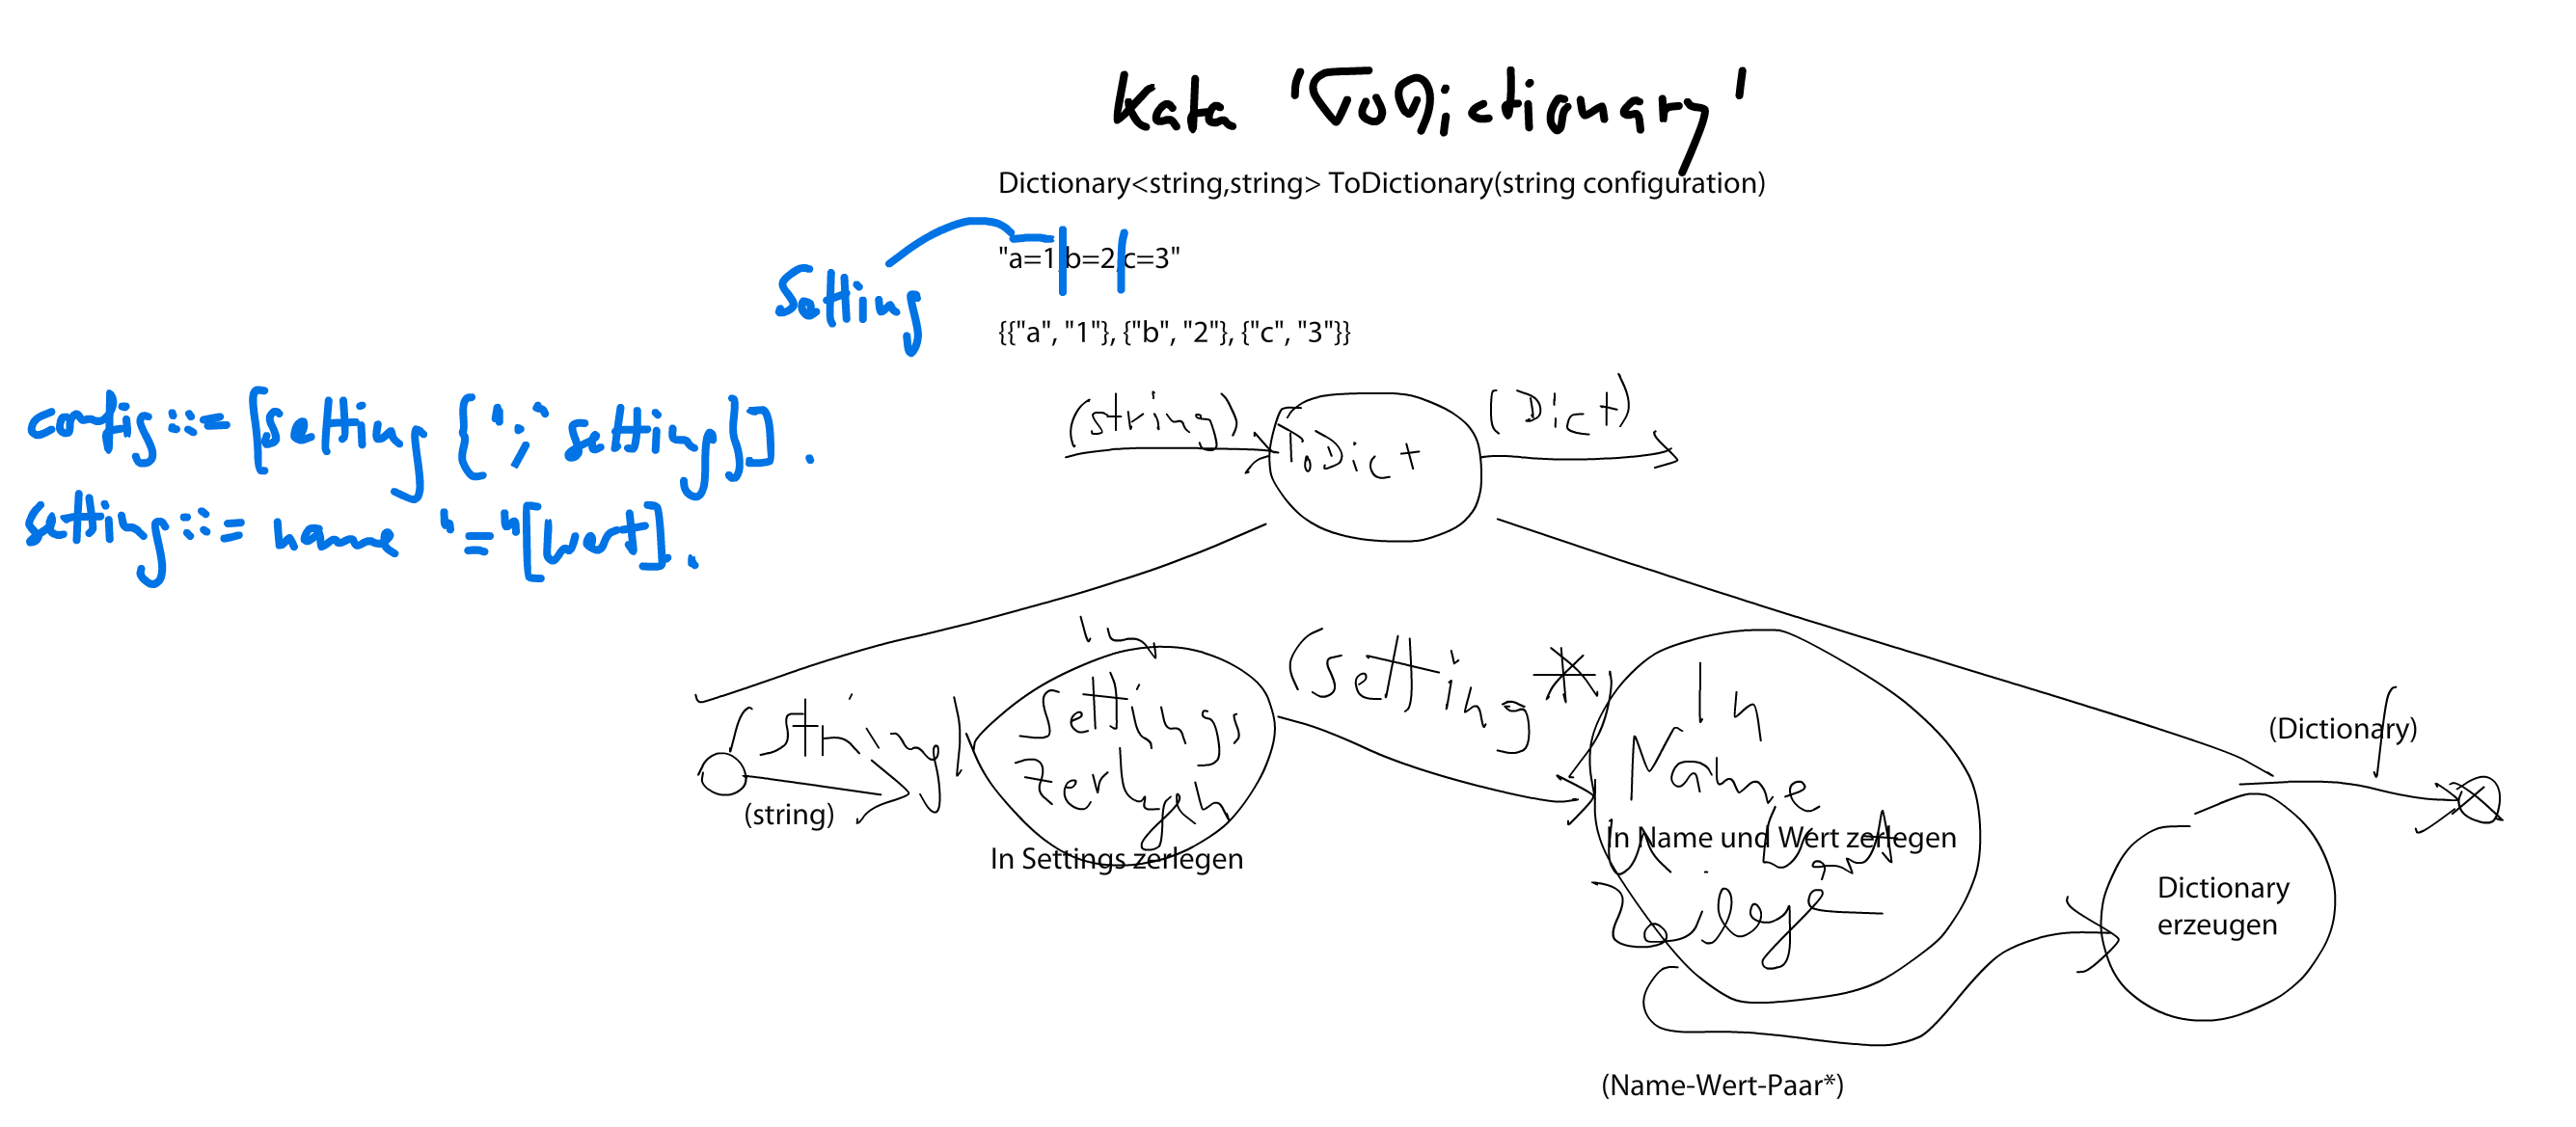 Kata 'ToDictionary'
Dictionary<string,string> ToDictionary(string configuration)
"a=1;b=2;c=3"
Setting
{{"a", "1"}, {"b", "2"}, {"c", "3"}}
config::= [setting {";" setting}].
setting::= name "=" [wert].
(string)
ToDict
(Dict)
(string)
(string)
In
Settings
zerlegen
In Settings zerlegen
(Setting*)
In
Name
u. Wert
zerlegen
In Name und Wert zerlegen
(Name-Wert-Paar*)
Dictionary
erzeugen
(Dictionary)